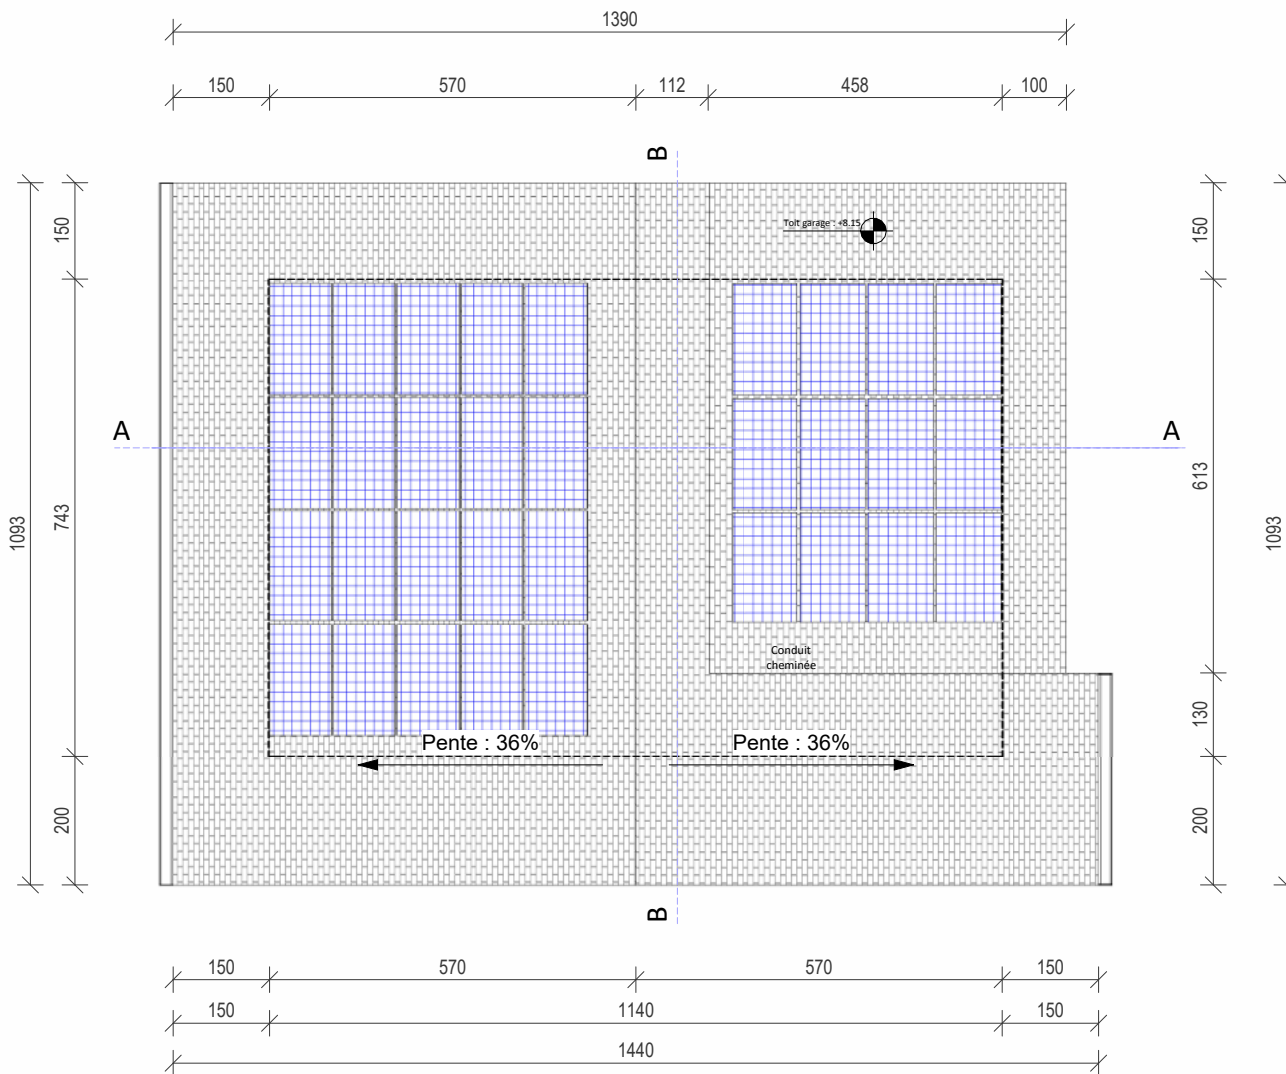 1390
150 570 112 458 100
B
Toit garage : +8.15
150
150
A
A
1093
743
613
1093
Conduit
cheminée
130
Pente : 36%
Pente : 36%
200
200
B
150 570 570 150
150 1140 150
1440